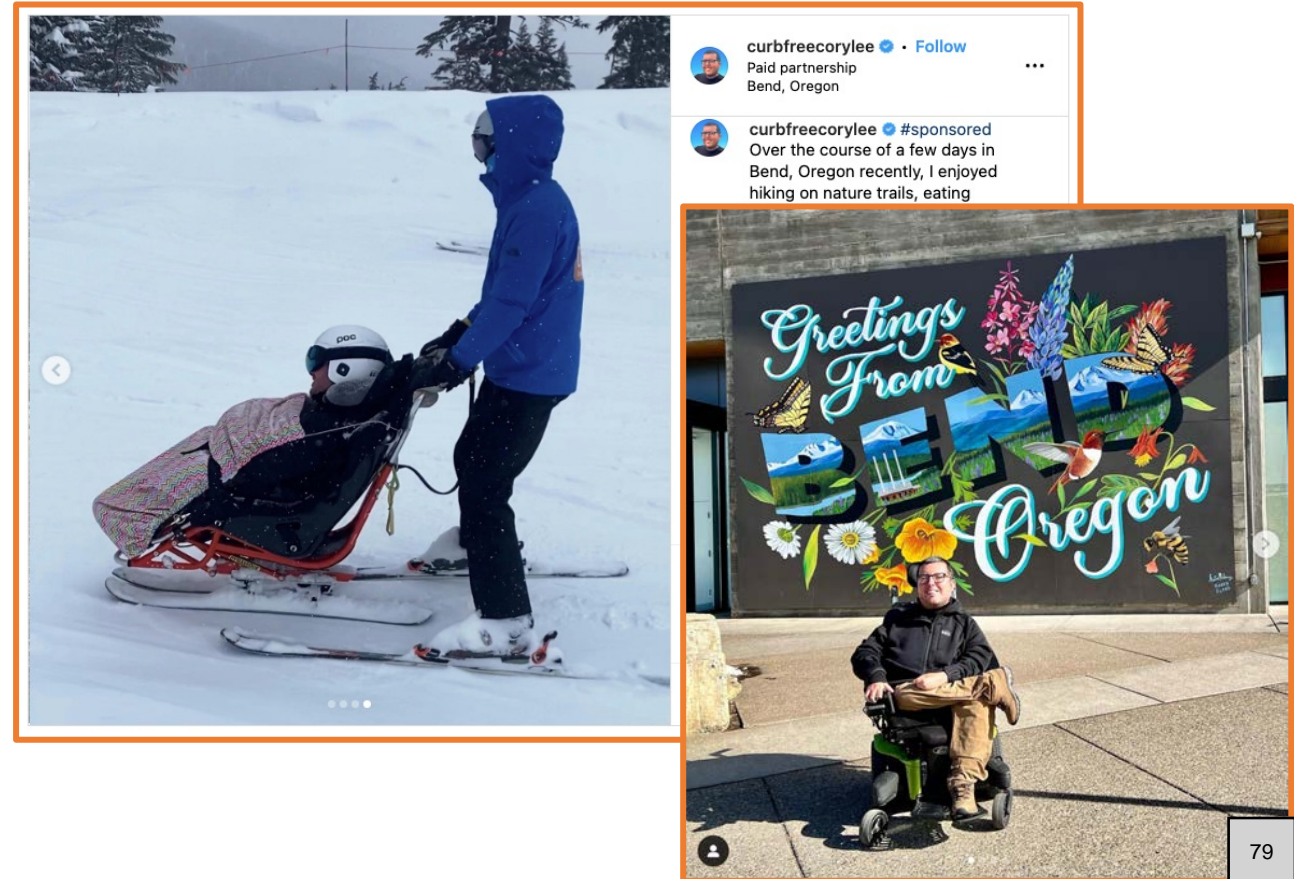 curbfreecorylee • Follow
Paid partnership
Bend, Oregon
curbfreecorylee #sponsored
Over the course of a few days in
Bend, Oregon recently, I enjoyed
hiking on nature trails, eating
poc
Greetings
From
BEND
Oregon
79